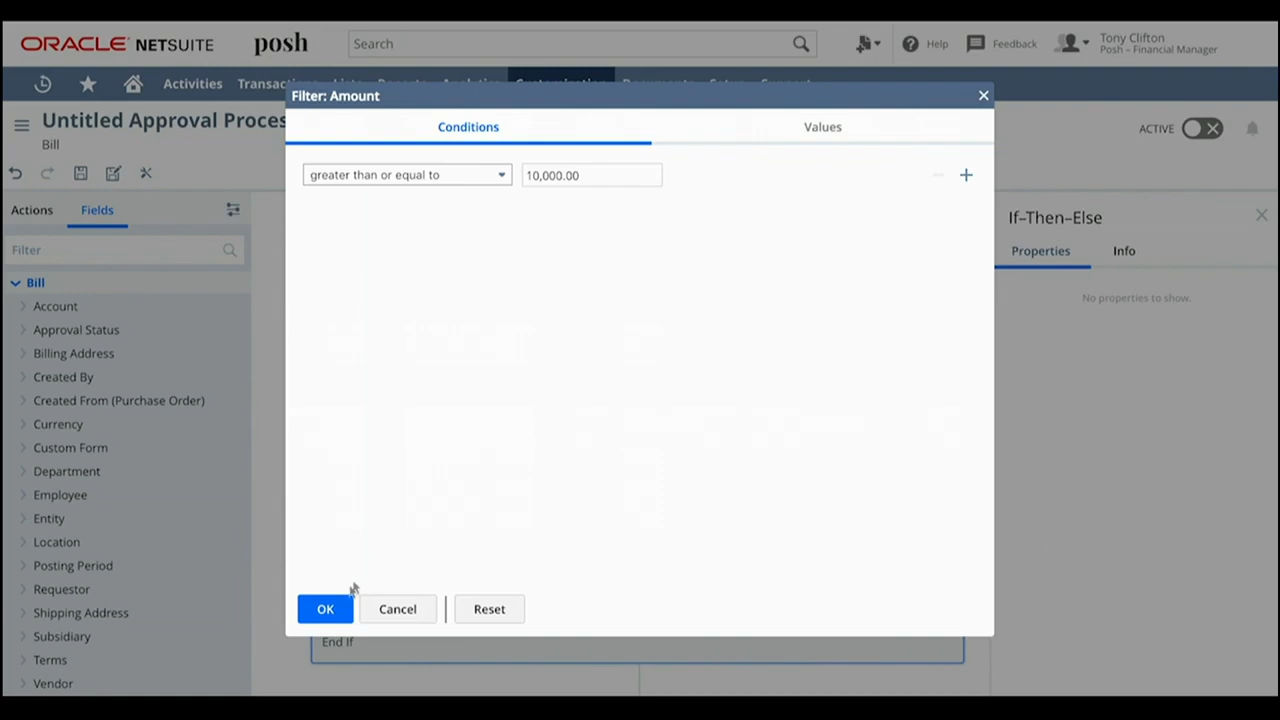 ORACLE NETSUITE
posh
Search
Help
Feedback
Tony Clifton
Posh – Financial Manager
Activities
Filter: Amount
Untitled Approval Proces
Bill
ACTIVE
Conditions
Values
greater than or equal to
10,000.00
Actions
Fields
Filter
If–Then–Else
Properties
Info
No properties to show.
Bill
Account
Approval Status
Billing Address
Created By
Created From (Purchase Order)
Currency
Custom Form
Department
Employee
Entity
Location
Posting Period
Requestor
Shipping Address
Subsidiary
Terms
Vendor
OK
Cancel
Reset
End If